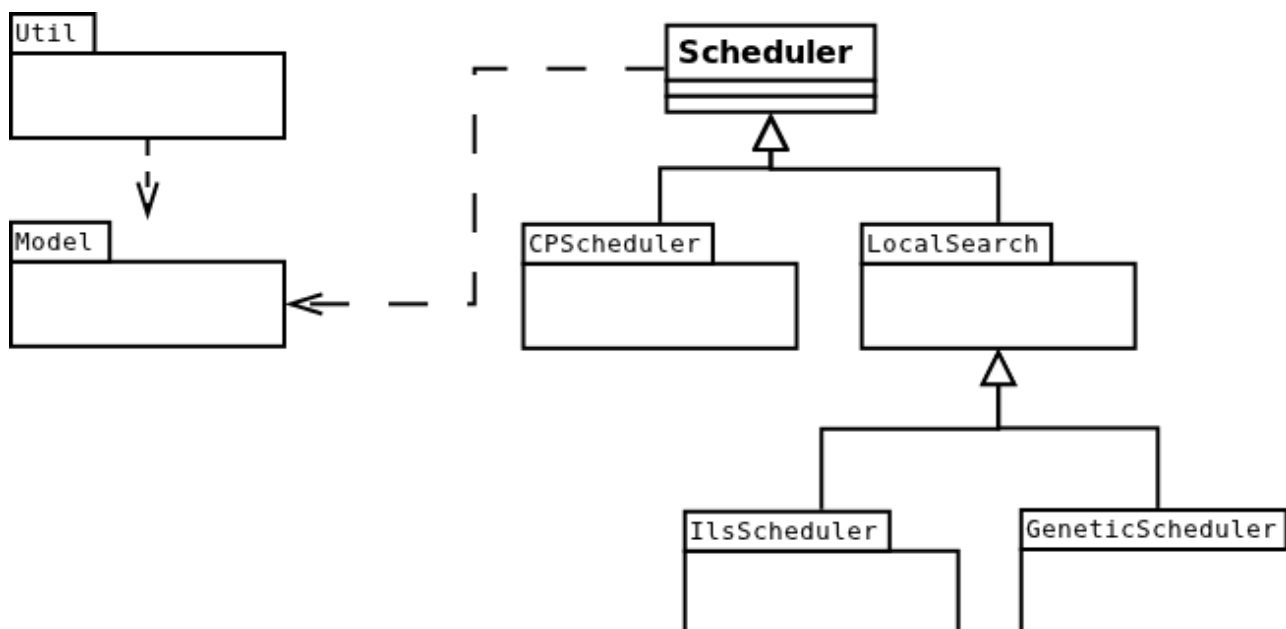 Util
Scheduler
Model
CPScheduler
LocalSearch
IlsScheduler
GeneticScheduler